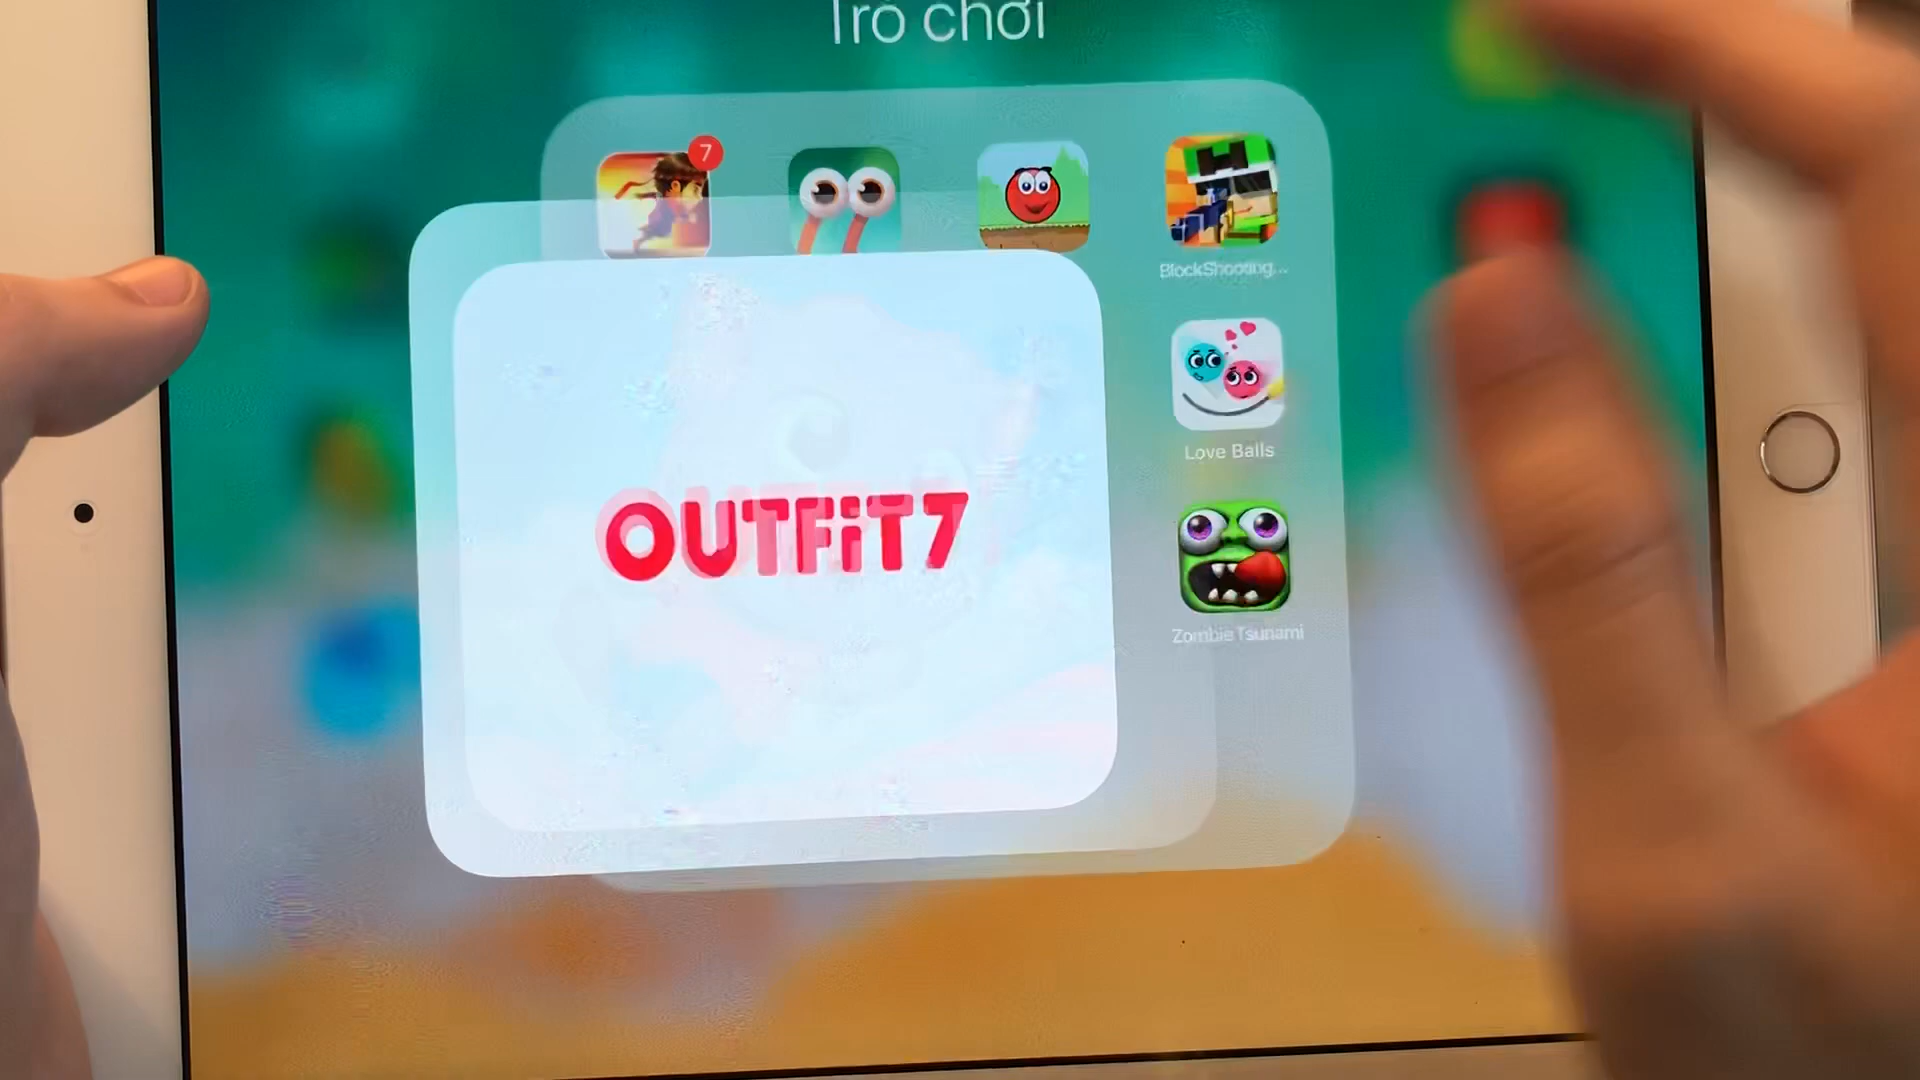 Trò chơi
7
BlockShooting...
OUTFiT7
Love Balls
Zombie Tsunami